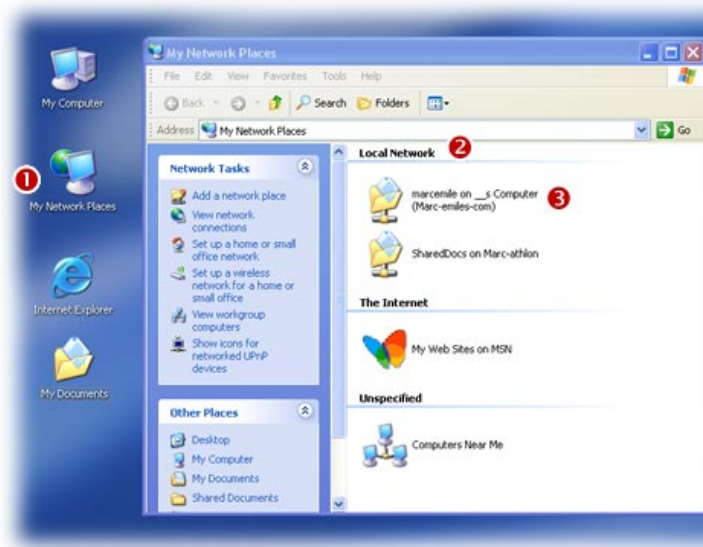 My Computer
1
My Network Places
Internet Explorer
My Documents
My Network Places
File Edit View Favorites Tools Help
Back Search Folders
Address My Network Places Go
Network Tasks
Add a network place
View network
connections
Set up a home or small
office network
Set up a wireless
network for a home or
small office
View workgroup
computers
Show icons for
networked UPnP
devices
Other Places
Desktop
My Computer
My Documents
Shared Documents
Local Network 2
marcemile on __s Computer 3
(Marc-emiles-com)
SharedDocs on Marc-athlon
The Internet
My Web Sites on MSN
Unspecified
Computers Near Me